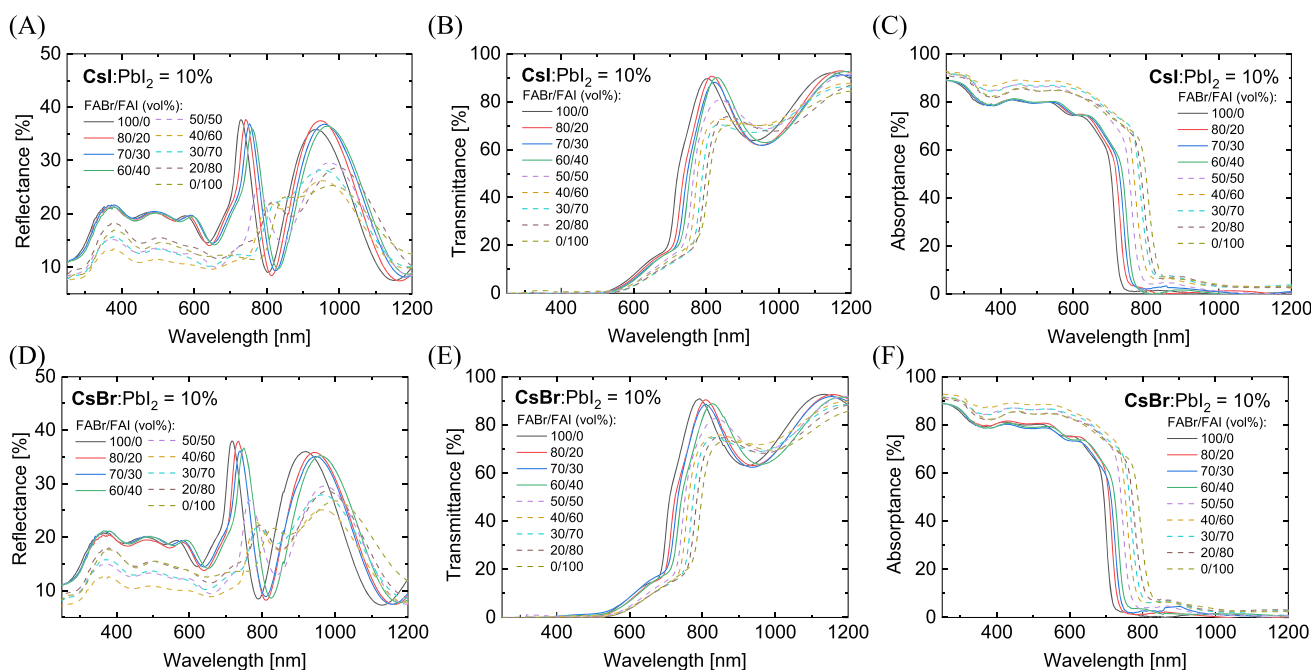 (A)
Reflectance [%]
50
40
30
20
10
CsI:PbI₂ = 10%
FABr/FAI (vol%):
100/0
80/20
70/30
60/40
50/50
40/60
30/70
20/80
0/100
400 600 800 1000 1200
Wavelength [nm]
(B)
Transmittance [%]
100
80
60
40
20
0
CsI:PbI₂ = 10%
FABr/FAI (vol%):
100/0
80/20
70/30
60/40
50/50
40/60
30/70
20/80
0/100
400 600 800 1000 1200
Wavelength [nm]
(C)
Absorptance [%]
100
80
60
40
20
0
CsI:PbI₂ = 10%
FABr/FAI (vol%):
100/0
80/20
70/30
60/40
50/50
40/60
30/70
20/80
0/100
400 600 800 1000 1200
Wavelength [nm]
(D)
Reflectance [%]
50
40
30
20
10
CsBr:PbI₂ = 10%
FABr/FAI (vol%):
100/0
80/20
70/30
60/40
50/50
40/60
30/70
20/80
0/100
400 600 800 1000 1200
Wavelength [nm]
(E)
Transmittance [%]
100
80
60
40
20
0
CsBr:PbI₂ = 10%
FABr/FAI (vol%):
100/0
80/20
70/30
60/40
50/50
40/60
30/70
20/80
0/100
400 600 800 1000 1200
Wavelength [nm]
(F)
Absorptance [%]
100
80
60
40
20
0
CsBr:PbI₂ = 10%
FABr/FAI (vol%):
100/0
80/20
70/30
60/40
50/50
40/60
30/70
20/80
0/100
400 600 800 1000 1200
Wavelength [nm]